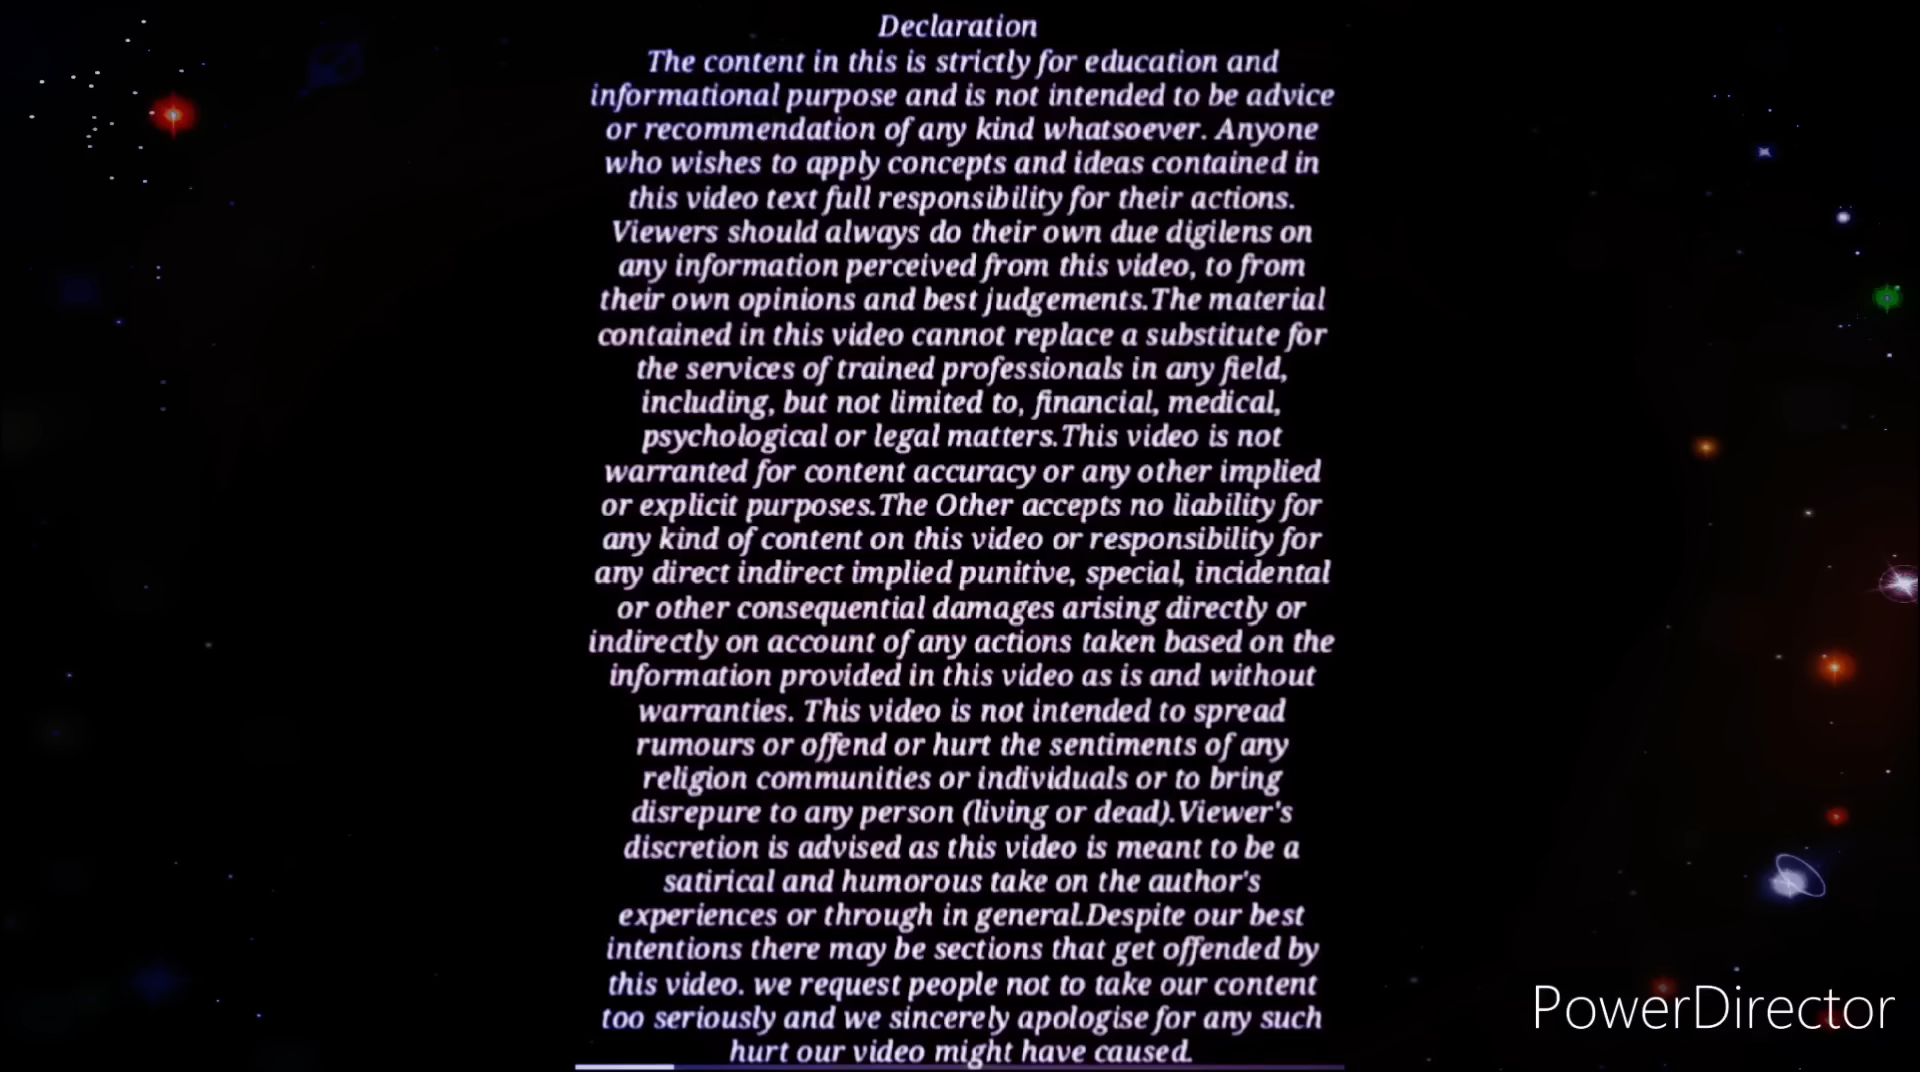 Declaration
The content in this is strictly for education and
informational purpose and is not intended to be advice
or recommendation of any kind whatsoever. Anyone
who wishes to apply concepts and ideas contained in
this video text full responsibility for their actions.
Viewers should always do their own due digilens on
any information perceived from this video, to from
their own opinions and best judgements.The material
contained in this video cannot replace a substitute for
the services of trained professionals in any field,
including, but not limited to, financial, medical,
psychological or legal matters.This video is not
warranted for content accuracy or any other implied
or explicit purposes.The Other accepts no liability for
any kind of content on this video or responsibility for
any direct indirect implied punitive, special, incidental
or other consequential damages arising directly or
indirectly on account of any actions taken based on the
information provided in this video as is and without
warranties. This video is not intended to spread
rumours or offend or hurt the sentiments of any
religion communities or individuals or to bring
disrepure to any person (living or dead).Viewer's
discretion is advised as this video is meant to be a
satirical and humorous take on the author's
experiences or through in general.Despite our best
intentions there may be sections that get offended by
this video. we request people not to take our content
too seriously and we sincerely apologise for any such
hurt our video might have caused.
PowerDirector